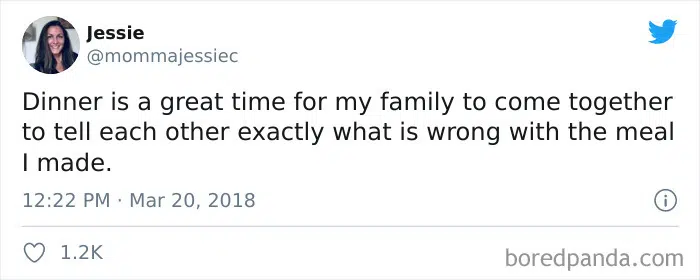 Jessie
@mommajessiec
Dinner is a great time for my family to come together
to tell each other exactly what is wrong with the meal
I made.
12:22 PM · Mar 20, 2018
1.2K
boredpanda.com